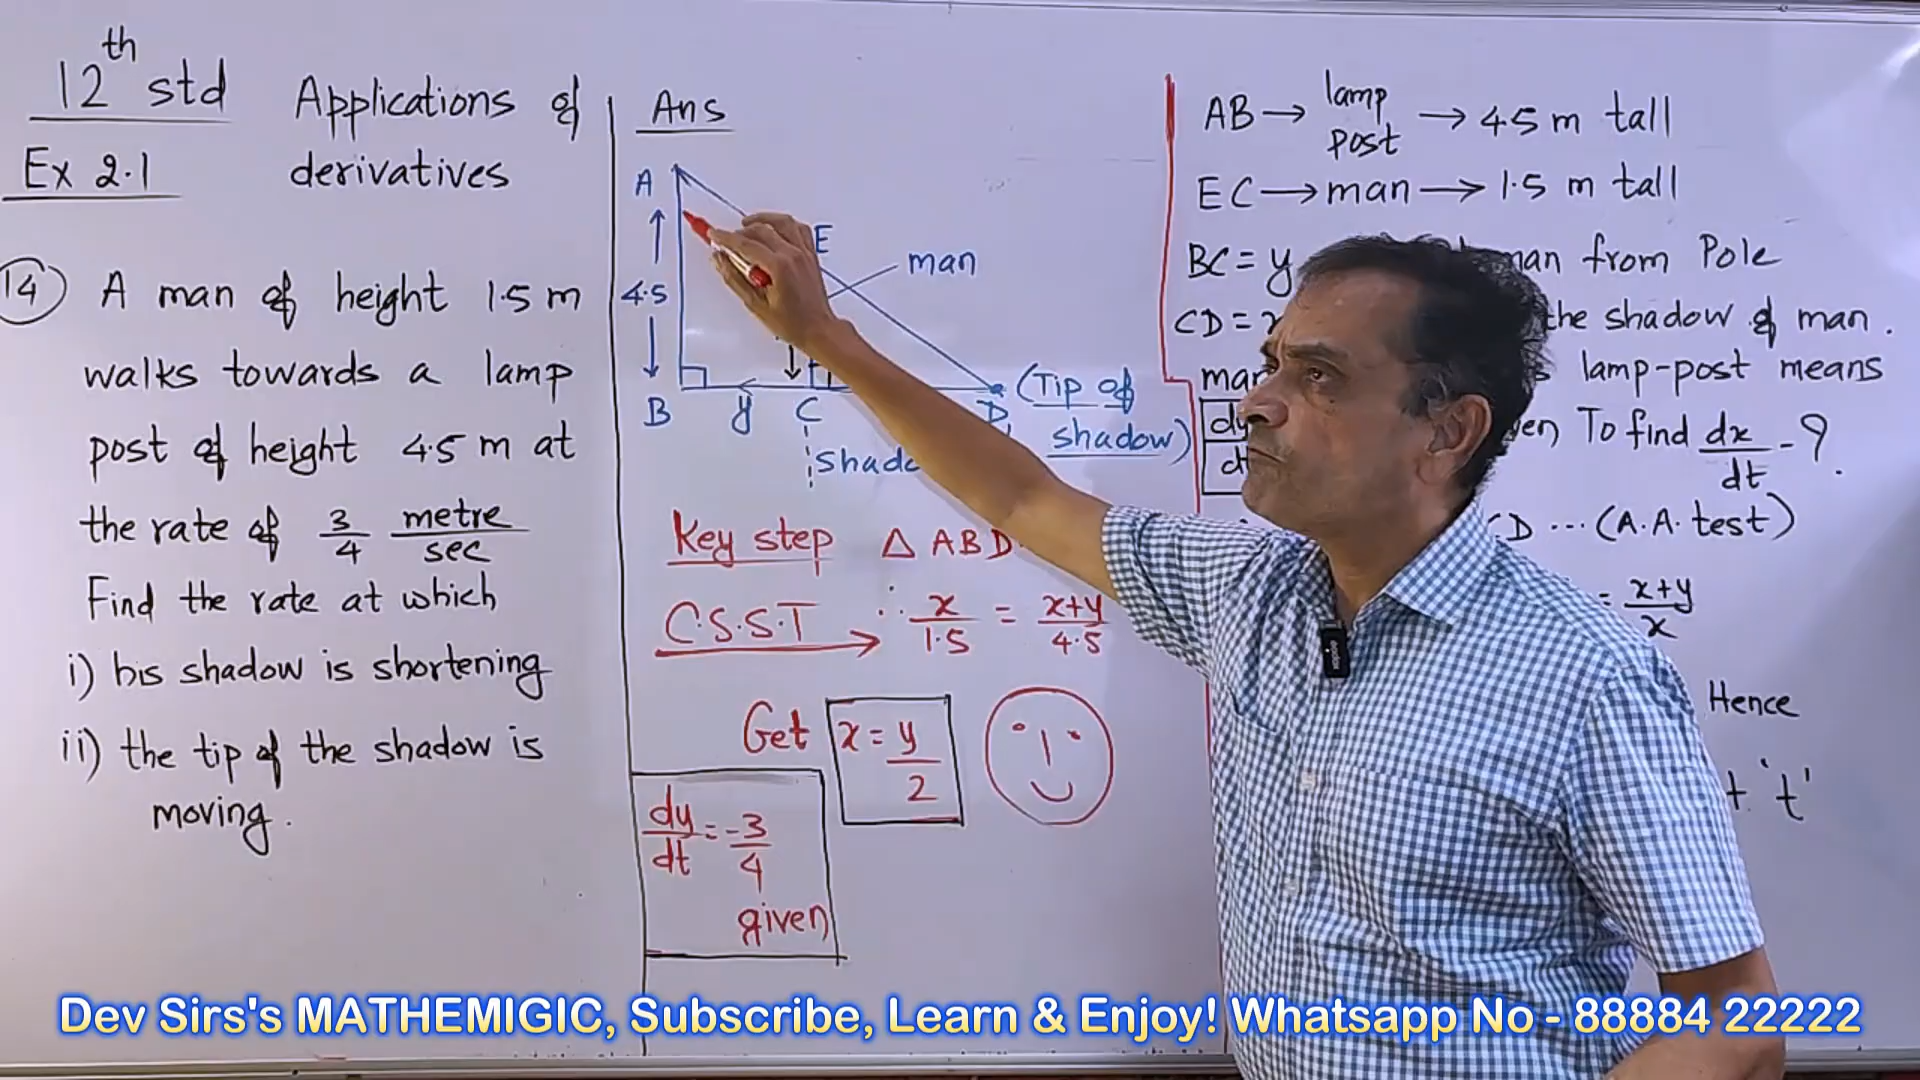 12th std
Ex 2.1
Applications of
derivatives
14 A man of height 1.5 m
walks towards a lamp
post of height 4.5 m at
the rate of 3/4 metre/sec
Find the rate at which
i) his shadow is shortening
ii) the tip of the shadow is
moving.
Ans
A
E
man
4.5
B y C D (Tip of
shadow)
Key step Δ ABD
C.S.S.T → ∴ x/1.5 = x+y/4.5
Get x = y/2
dy/dt = -3/4
given
AB → lamp post → 4.5 m tall
EC → man → 1.5 m tall
BC = y man from Pole
CD = x the shadow of man.
lamp-post means
dy/dt To find dx/dt - ?
CD ... (A.A. test)
= x+y/x
Hence
't'
Dev Sirs's MATHEMIGIC, Subscribe, Learn & Enjoy! Whatsapp No - 88884 22222